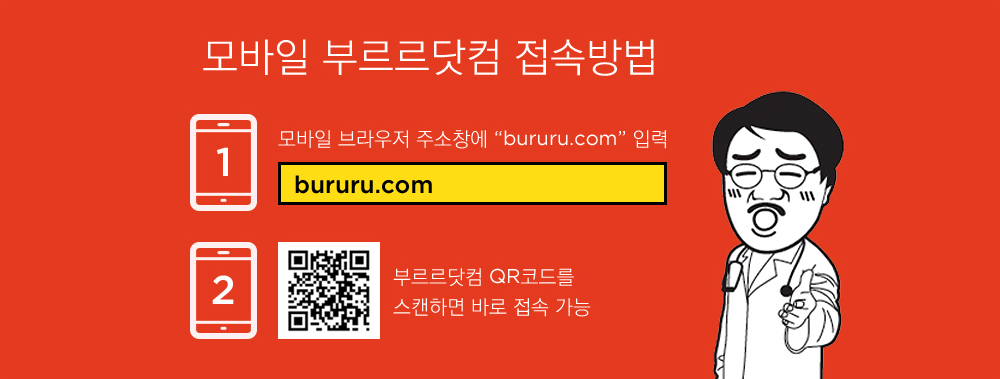 모바일 부르르닷컴 접속방법
1
모바일 브라우저 주소창에 “bururu.com” 입력
bururu.com
2
부르르닷컴 QR코드를
스캔하면 바로 접속 가능